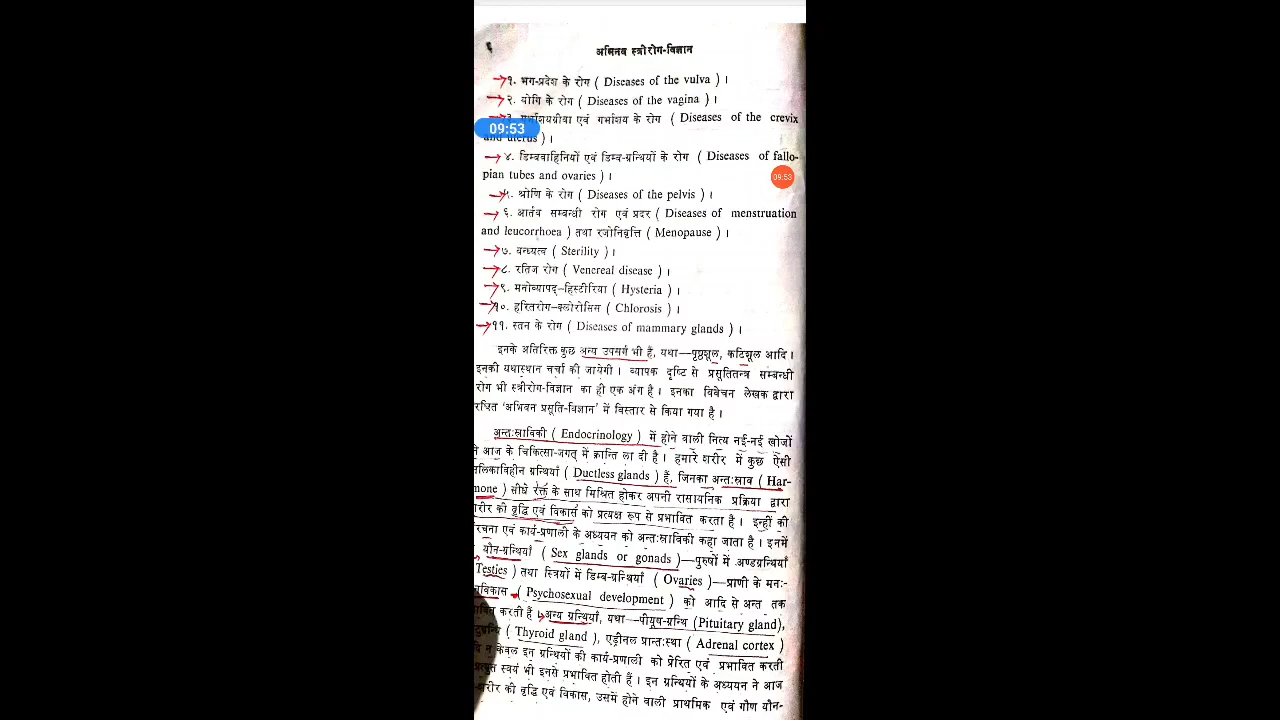 अभिनव स्त्रीरोग-विज्ञान
१. भग-प्रदेश के रोग ( Diseases of the vulva ) ।
२. योनि के रोग ( Diseases of the vagina ) ।
गर्भाशयग्रीवा एवं गर्भाशय के रोग ( Diseases of the crevix
09:53
and uterus ) ।
४. डिम्बवाहिनियों एवं डिम्ब-ग्रन्थियों के रोग ( Diseases of fallo-
pian tubes and ovaries ) ।
09:53
५. श्रोणि के रोग ( Diseases of the pelvis ) ।
६. आर्तव सम्बन्धी रोग एवं प्रदर ( Diseases of menstruation
and leucorrhoea ) तथा रजोनिवृत्ति ( Menopause ) ।
७. वन्ध्यत्व ( Sterility ) ।
८. रतिज रोग ( Venereal disease ) ।
९. मनोव्यापद्-हिस्टीरिया ( Hysteria ) ।
१०. हरितरोग-क्लोरोसिस ( Chlorosis ) ।
११. स्तन के रोग ( Diseases of mammary glands ) ।
इनके अतिरिक्त कुछ अन्य उपसर्ग भी हैं, यथा—पृष्ठशूल, कटिशूल आदि ।
इनकी यथास्थान चर्चा की जायेगी । व्यापक दृष्टि से प्रसूतितन्त्र सम्बन्धी
रोग भी स्त्रीरोग-विज्ञान का ही एक अंग है । इनका विवेचन लेखक द्वारा
रचित 'अभिनव प्रसूति-विज्ञान' में विस्तार से किया गया है ।
अन्तःस्राविकी ( Endocrinology ) में होने वाली नित्य नई-नई खोजों
ने आज के चिकित्सा-जगत् में क्रान्ति ला दी है । हमारे शरीर में कुछ ऐसी
नलिकाविहीन ग्रन्थियाँ ( Ductless glands ) हैं, जिनका अन्तःस्राव ( Har-
mone ) सीधे रक्त के साथ मिश्रित होकर अपनी रासायनिक प्रक्रिया द्वारा
शरीर की वृद्धि एवं विकास को प्रत्यक्ष रूप से प्रभावित करता है । इन्हीं की
रचना एवं कार्य-प्रणाली के अध्ययन को अन्तःस्राविकी कहा जाता है । इनमें
यौन-ग्रन्थियाँ ( Sex glands or gonads )—पुरुषों में अण्डग्रन्थियाँ
Testies ) तथा स्त्रियों में डिम्ब-ग्रन्थियाँ ( Ovaries )—प्राणी के मनः-
विकास ( Psychosexual development ) को आदि से अन्त तक
प्रभावित करती हैं । अन्य ग्रन्थियाँ, यथा—पीयूष-ग्रन्थि (Pituitary gland),
( Thyroid gland ), एड्रीनल प्रान्तःस्था ( Adrenal cortex )
न केवल इन ग्रन्थियों की कार्य-प्रणाली को प्रेरित एवं प्रभावित करती
प्रत्युत स्वयं भी इनसे प्रभावित होती हैं । इन ग्रन्थियों के अध्ययन ने आज
शरीर की वृद्धि एवं विकास, उसमें होने वाली प्राथमिक एवं गौण यौन-